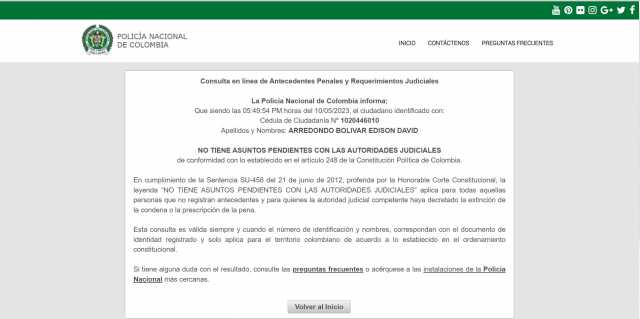 POLICÍA NACIONAL
DE COLOMBIA
INICIO CONTÁCTENOS PREGUNTAS FRECUENTES
Consulta en línea de Antecedentes Penales y Requerimientos Judiciales
La Policía Nacional de Colombia informa:
Que siendo las 05:49:54 PM horas del 10/05/2023, el ciudadano identificado con:
Cédula de Ciudadanía Nº 1020446010
Apellidos y Nombres: ARREDONDO BOLIVAR EDISON DAVID
NO TIENE ASUNTOS PENDIENTES CON LAS AUTORIDADES JUDICIALES
de conformidad con lo establecido en el artículo 248 de la Constitución Política de Colombia.
En cumplimiento de la Sentencia SU-458 del 21 de junio de 2012, proferida por la Honorable Corte Constitucional, la
leyenda "NO TIENE ASUNTOS PENDIENTES CON LAS AUTORIDADES JUDICIALES" aplica para todas aquellas
personas que no registran antecedentes y para quienes la autoridad judicial competente haya decretado la extinción de
la condena o la prescripción de la pena.
Esta consulta es válida siempre y cuando el número de identificación y nombres, correspondan con el documento de
identidad registrado y solo aplica para el territorio colombiano de acuerdo a lo establecido en el ordenamiento
constitucional.
Si tiene alguna duda con el resultado, consulte las preguntas frecuentes o acérquese a las instalaciones de la Policía
Nacional más cercanas.
Volver al Inicio